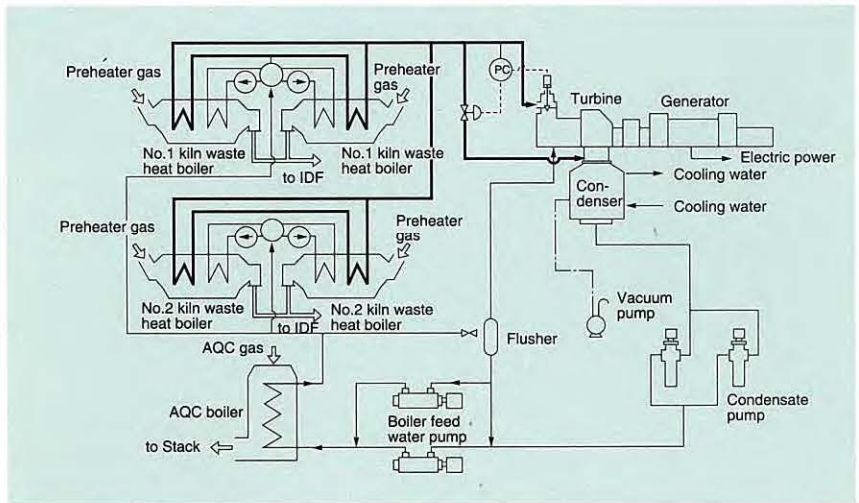 Preheater gas
Preheater
gas
PC
Turbine
Generator
No.1 kiln waste
heat boiler
No.1 kiln waste
heat boiler
to IDF
Electric power
Cooling water
Con-
denser
Cooling water
Preheater gas
Preheater
gas
No.2 kiln waste
heat boiler
No.2 kiln waste
heat boiler
to IDF
Vacuum
pump
Flusher
AQC gas
AQC boiler
Boiler feed
water pump
Condensate
pump
to Stack